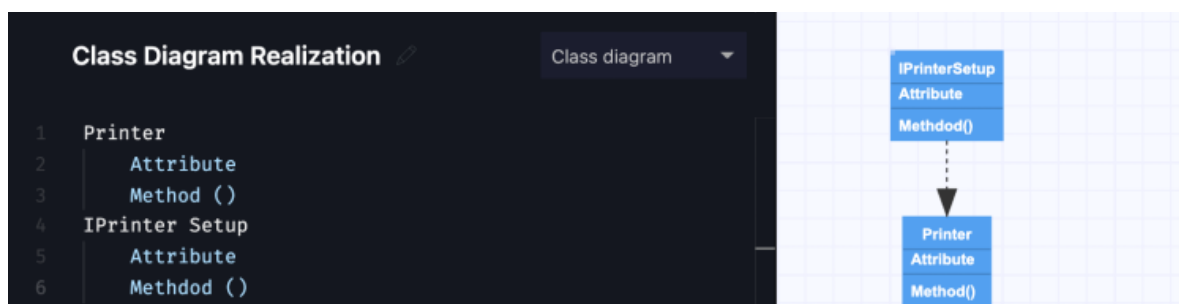 Class Diagram Realization
Class diagram
1 Printer
2 Attribute
3 Method ()
4 IPrinter Setup
5 Attribute
6 Methdod ()
IPrinterSetup
Attribute
Methdod()
Printer
Attribute
Method()